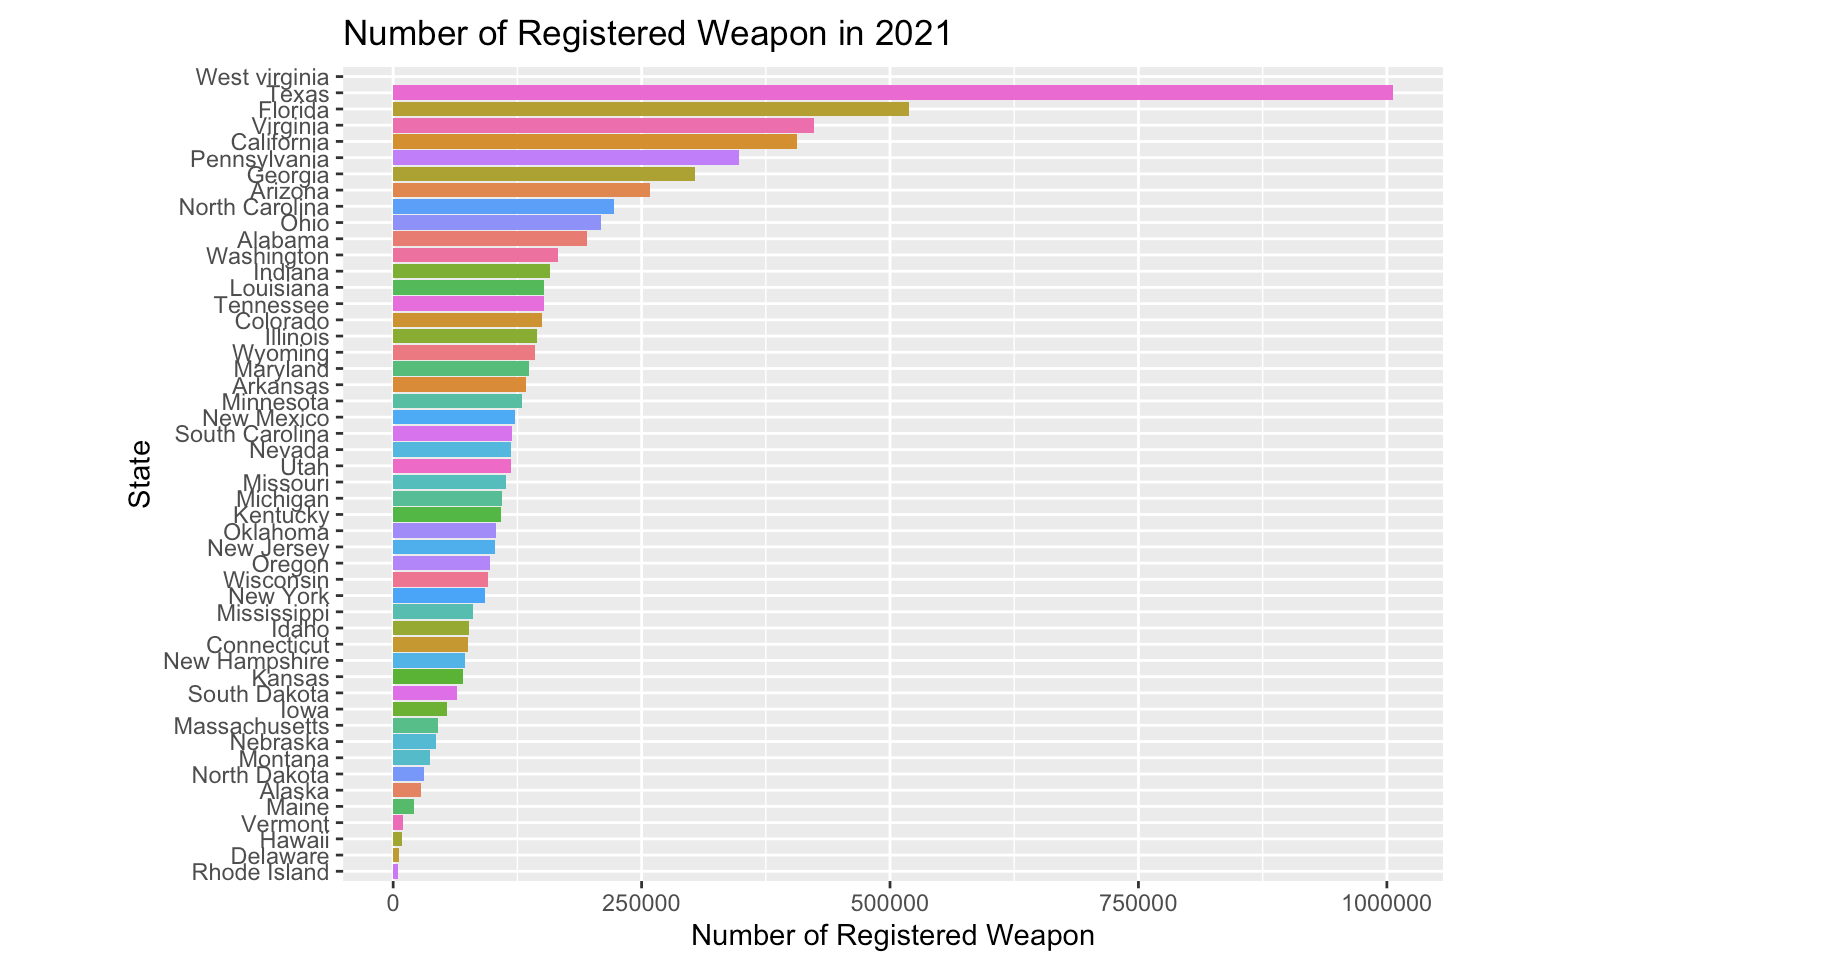 Number of Registered Weapon in 2021
West virginia
Texas
Florida
Virginia
California
Pennsylvania
Georgia
Arizona
North Carolina
Ohio
Alabama
Washington
Indiana
Louisiana
Tennessee
Colorado
Illinois
Wyoming
Maryland
Arkansas
Minnesota
New Mexico
South Carolina
Nevada
Utah
Missouri
Michigan
Kentucky
Oklahoma
New Jersey
Oregon
Wisconsin
New York
Mississippi
Idaho
Connecticut
New Hampshire
Kansas
South Dakota
Iowa
Massachusetts
Nebraska
Montana
North Dakota
Alaska
Maine
Vermont
Hawaii
Delaware
Rhode Island
State
0 250000 500000 750000 1000000
Number of Registered Weapon